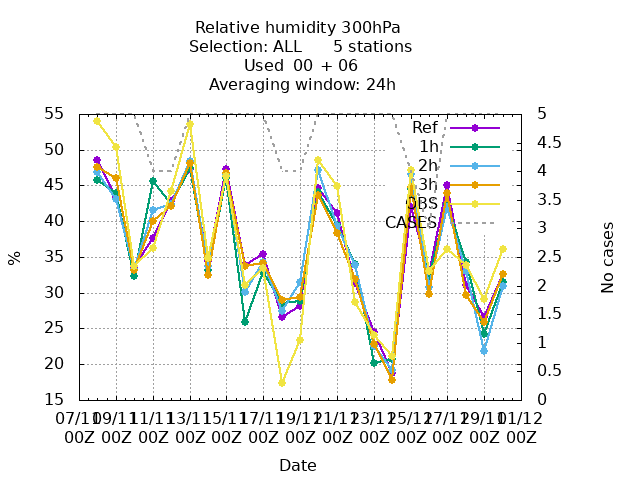 Relative humidity 300hPa
Selection: ALL 5 stations
Used 00 + 06
Averaging window: 24h
55
50
45
40
35
30
25
20
15
%
5
4.5
4
3.5
3
2.5
2
1.5
1
0.5
0
No cases
Ref
1h
2h
3h
OBS
CASES
07/11 09/11 11/11 13/11 15/11 17/11 19/11 21/11 23/11 25/11 27/11 29/11 01/12
00Z 00Z 00Z 00Z 00Z 00Z 00Z 00Z 00Z 00Z 00Z 00Z 00Z
Date